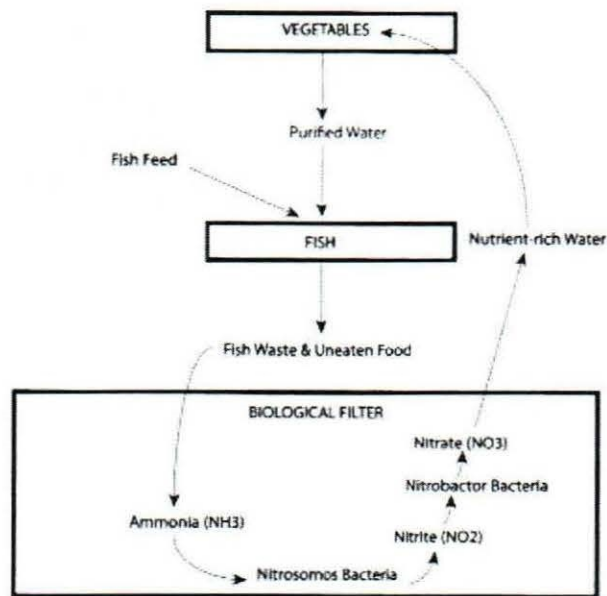 VEGETABLES
Purified Water
Fish Feed
FISH
Nutrient-rich Water
Fish Waste & Uneaten Food
BIOLOGICAL FILTER
Nitrate (NO3)
Nitrobactor Bacteria
Ammonia (NH3)
Nitrite (NO2)
Nitrosomos Bacteria